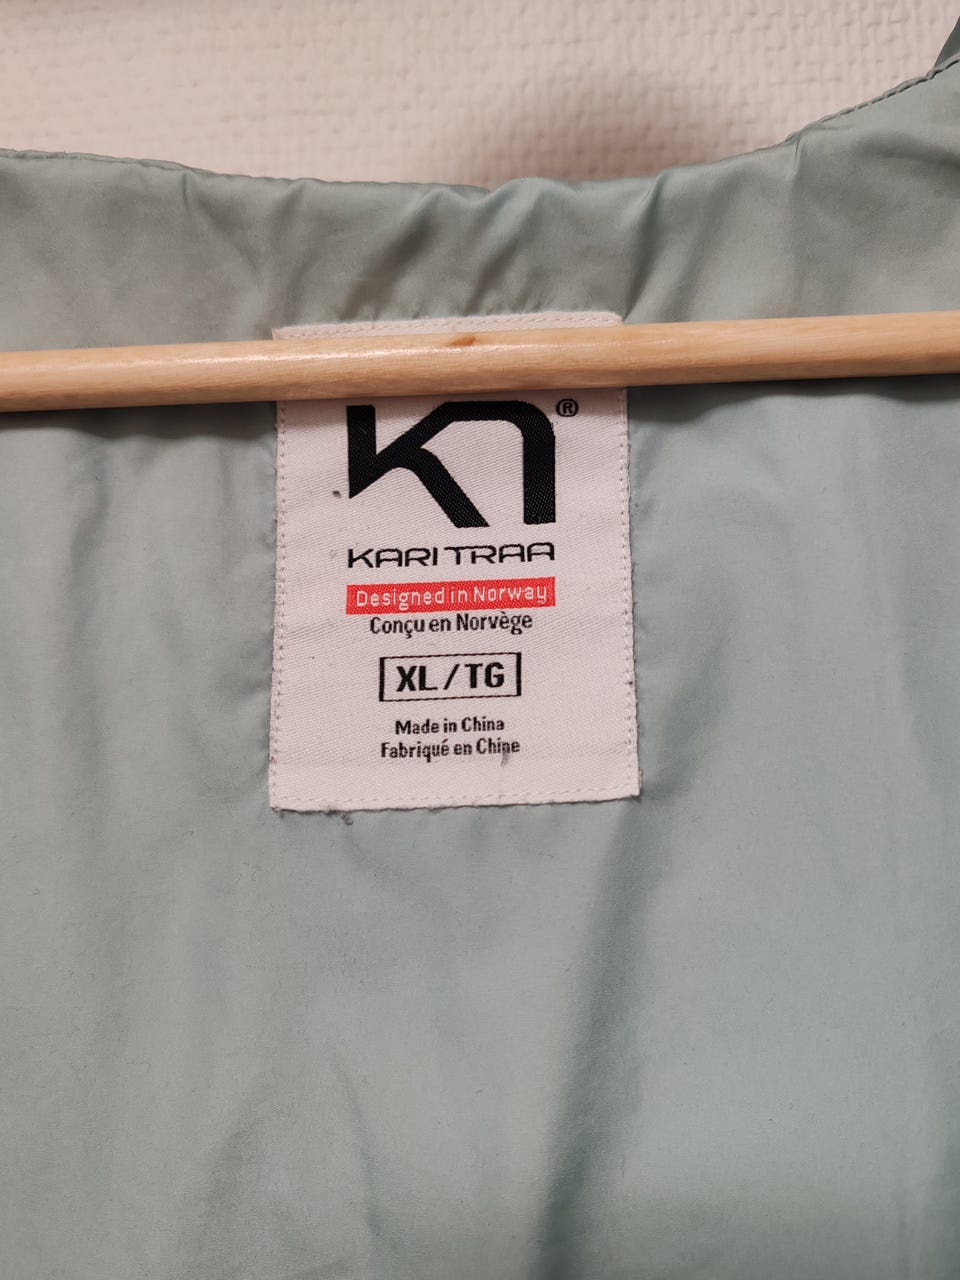 ®
KARI TRAA
Designed in Norway
Conçu en Norvège
XL/TG
Made in China
Fabriqué en Chine